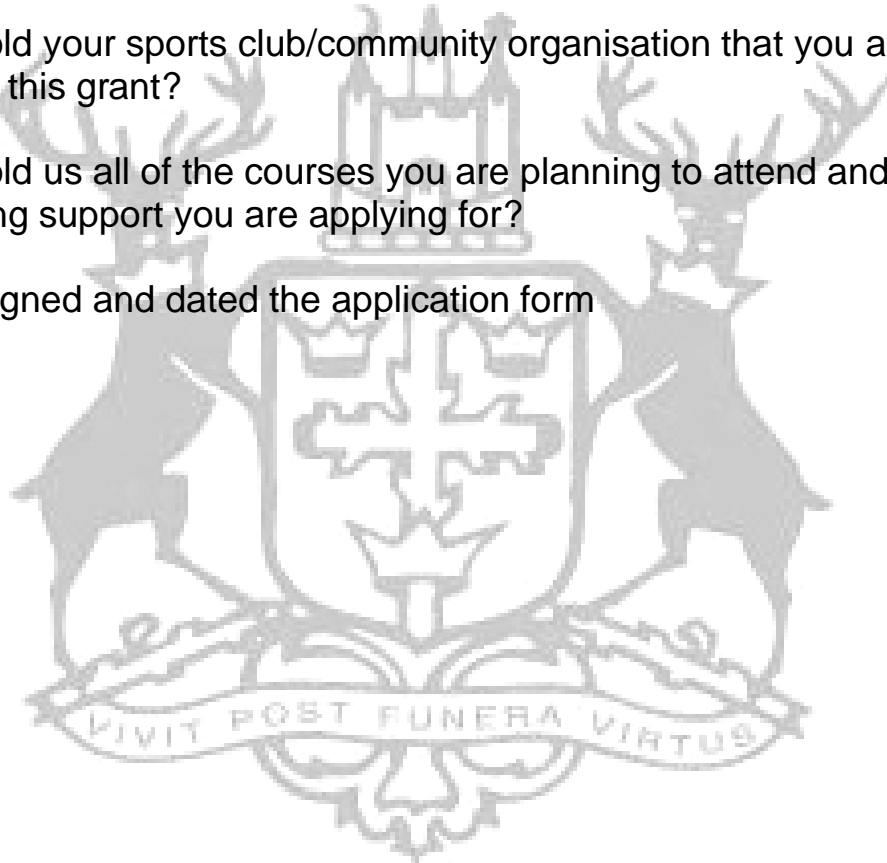 old your sports club/community organisation that you a
this grant?
old us all of the courses you are planning to attend and
ng support you are applying for?
gned and dated the application form
VIVIT POST FUNERA VIRTUS